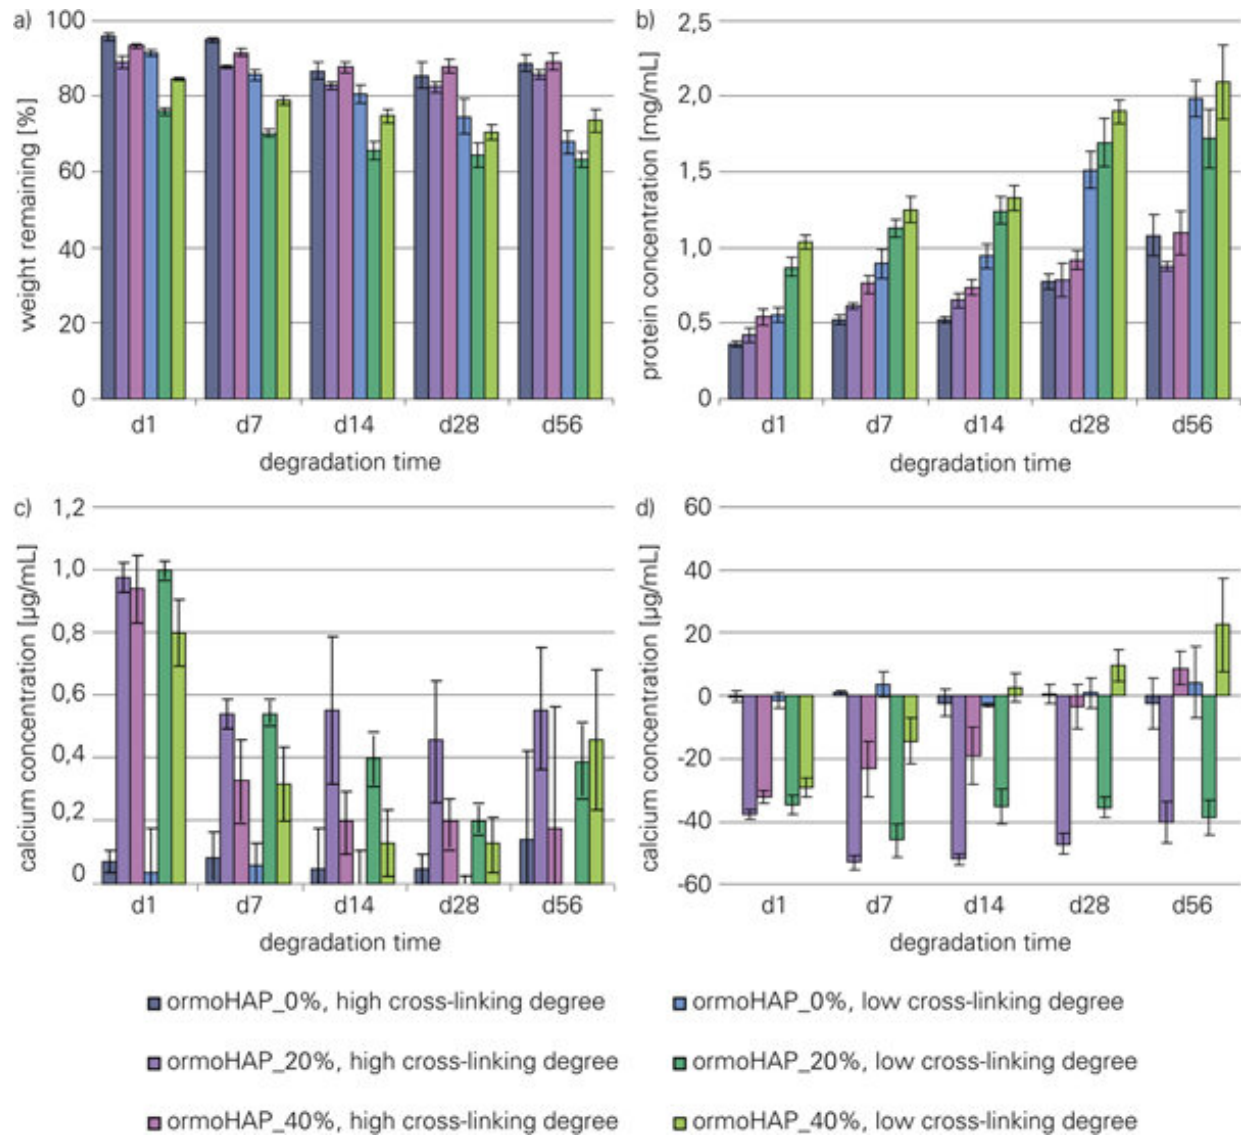 a)
weight remaining [%]
100
80
60
40
20
0
d1 d7 d14 d28 d56
degradation time
b)
protein concentration [mg/mL]
2,5
2,0
1,5
1,0
0,5
0
d1 d7 d14 d28 d56
degradation time
c)
calcium concentration [µg/mL]
1,2
1,0
0,8
0,6
0,4
0,2
0
d1 d7 d14 d28 d56
degradation time
d)
calcium concentration [µg/mL]
60
40
20
0
-20
-40
-60
d1 d7 d14 d28 d56
degradation time
ormoHAP_0%, high cross-linking degree
ormoHAP_0%, low cross-linking degree
ormoHAP_20%, high cross-linking degree
ormoHAP_20%, low cross-linking degree
ormoHAP_40%, high cross-linking degree
ormoHAP_40%, low cross-linking degree